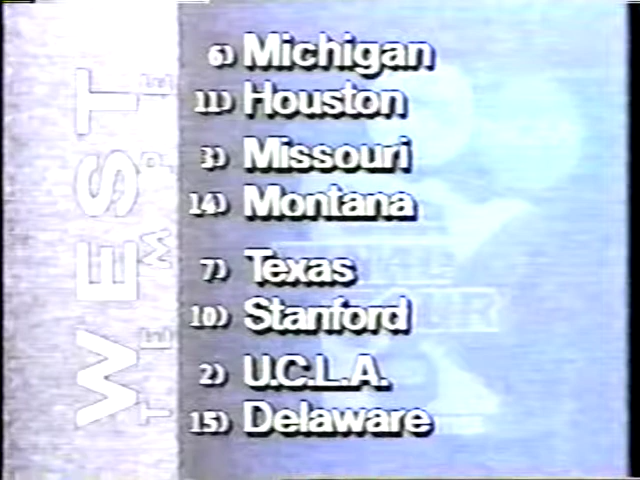 WEST
TEMPE
6) Michigan
11) Houston
3) Missouri
14) Montana
7) Texas
10) Stanford
2) U.C.L.A.
15) Delaware